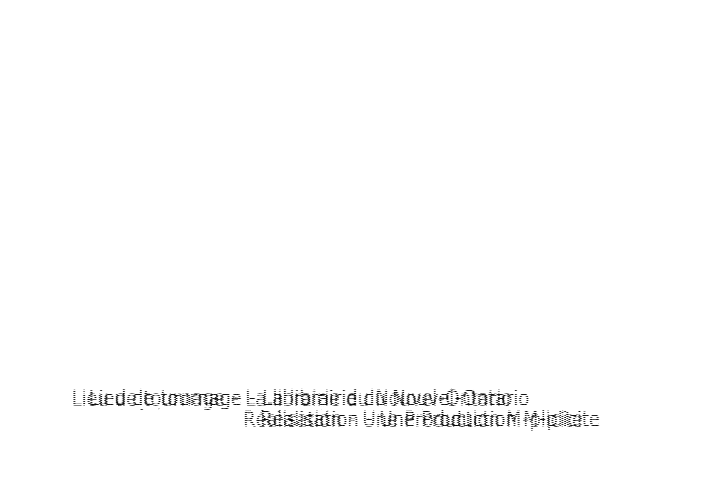 Lieu de tournage La librairie du Nouvel-Ontario
Réalisation Une Production